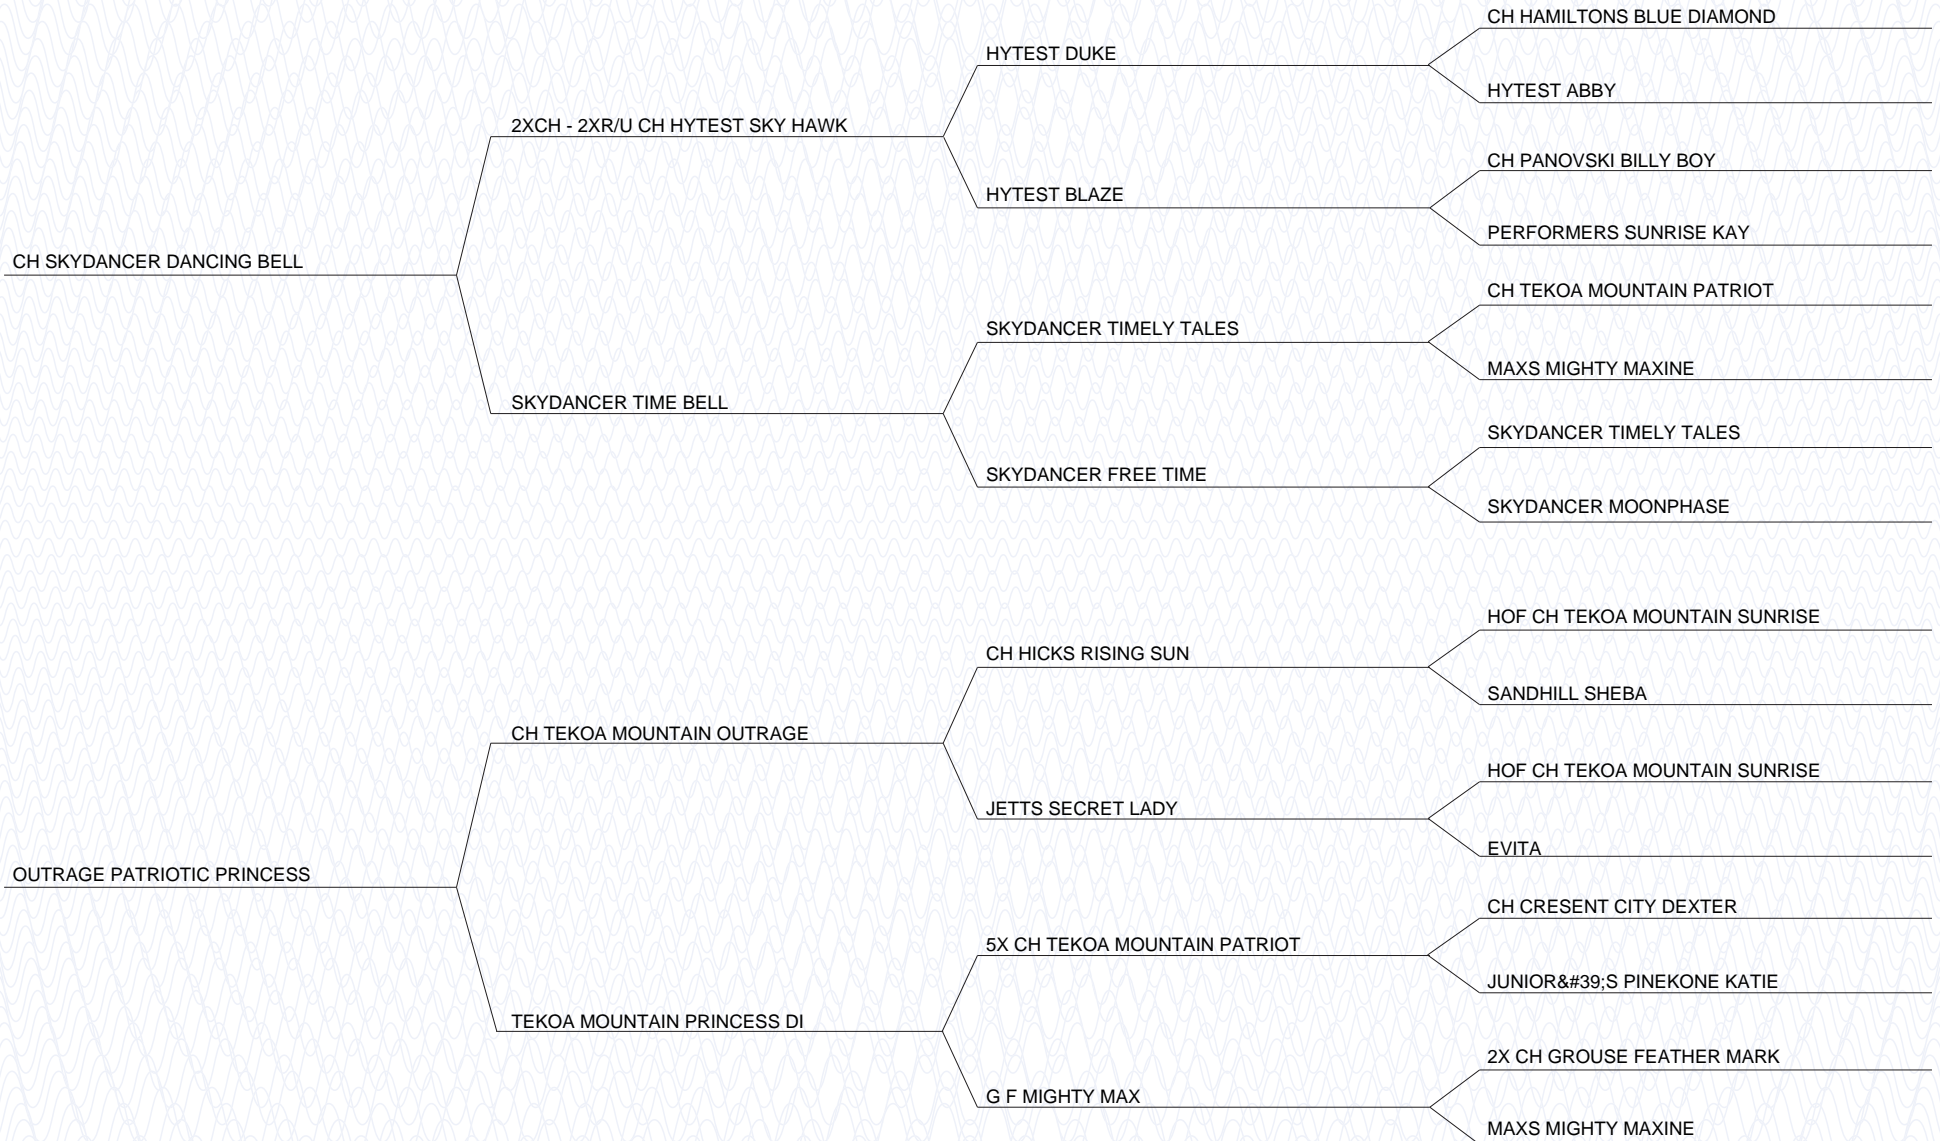 CH HAMILTONS BLUE DIAMOND
HYTEST DUKE
HYTEST ABBY
2XCH - 2XR/U CH HYTEST SKY HAWK
CH PANOVSKI BILLY BOY
HYTEST BLAZE
PERFORMERS SUNRISE KAY
CH SKYDANCER DANCING BELL
CH TEKOA MOUNTAIN PATRIOT
SKYDANCER TIMELY TALES
MAXS MIGHTY MAXINE
SKYDANCER TIME BELL
SKYDANCER TIMELY TALES
SKYDANCER FREE TIME
SKYDANCER MOONPHASE
HOF CH TEKOA MOUNTAIN SUNRISE
CH HICKS RISING SUN
SANDHILL SHEBA
CH TEKOA MOUNTAIN OUTRAGE
HOF CH TEKOA MOUNTAIN SUNRISE
JETTS SECRET LADY
EVITA
OUTRAGE PATRIOTIC PRINCESS
CH CRESENT CITY DEXTER
5X CH TEKOA MOUNTAIN PATRIOT
JUNIOR&#39;S PINEKONE KATIE
TEKOA MOUNTAIN PRINCESS DI
2X CH GROUSE FEATHER MARK
G F MIGHTY MAX
MAXS MIGHTY MAXINE